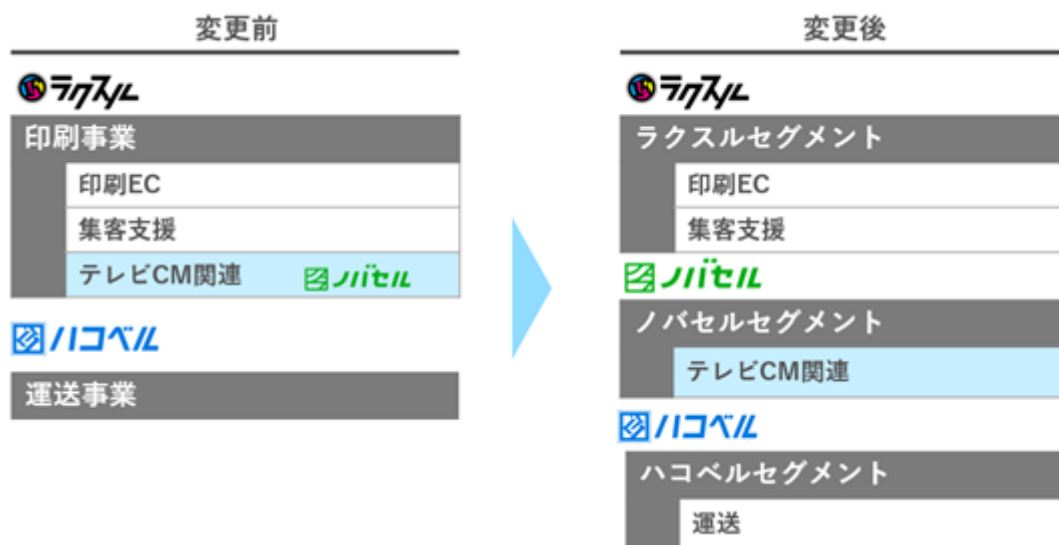 変更前
ラクスル
印刷事業
印刷EC
集客支援
テレビCM関連 ノバセル
ハコベル
運送事業
変更後
ラクスル
ラクスルセグメント
印刷EC
集客支援
ノバセル
ノバセルセグメント
テレビCM関連
ハコベル
ハコベルセグメント
運送